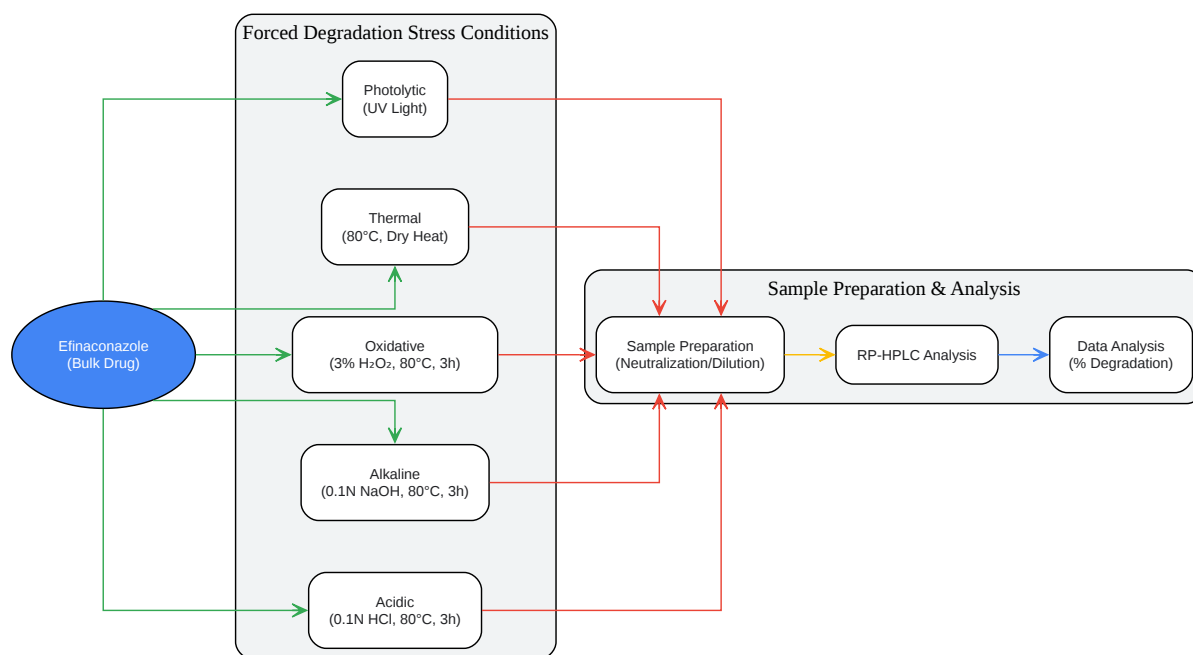 Forced Degradation Stress Conditions
Photolytic
(UV Light)
Thermal
(80°C, Dry Heat)
Efinaconazole
(Bulk Drug)
Oxidative
(3% H₂O₂, 80°C, 3h)
Alkaline
(0.1N NaOH, 80°C, 3h)
Acidic
(0.1N HCl, 80°C, 3h)
Sample Preparation & Analysis
Sample Preparation
(Neutralization/Dilution)
RP-HPLC Analysis
Data Analysis
(% Degradation)